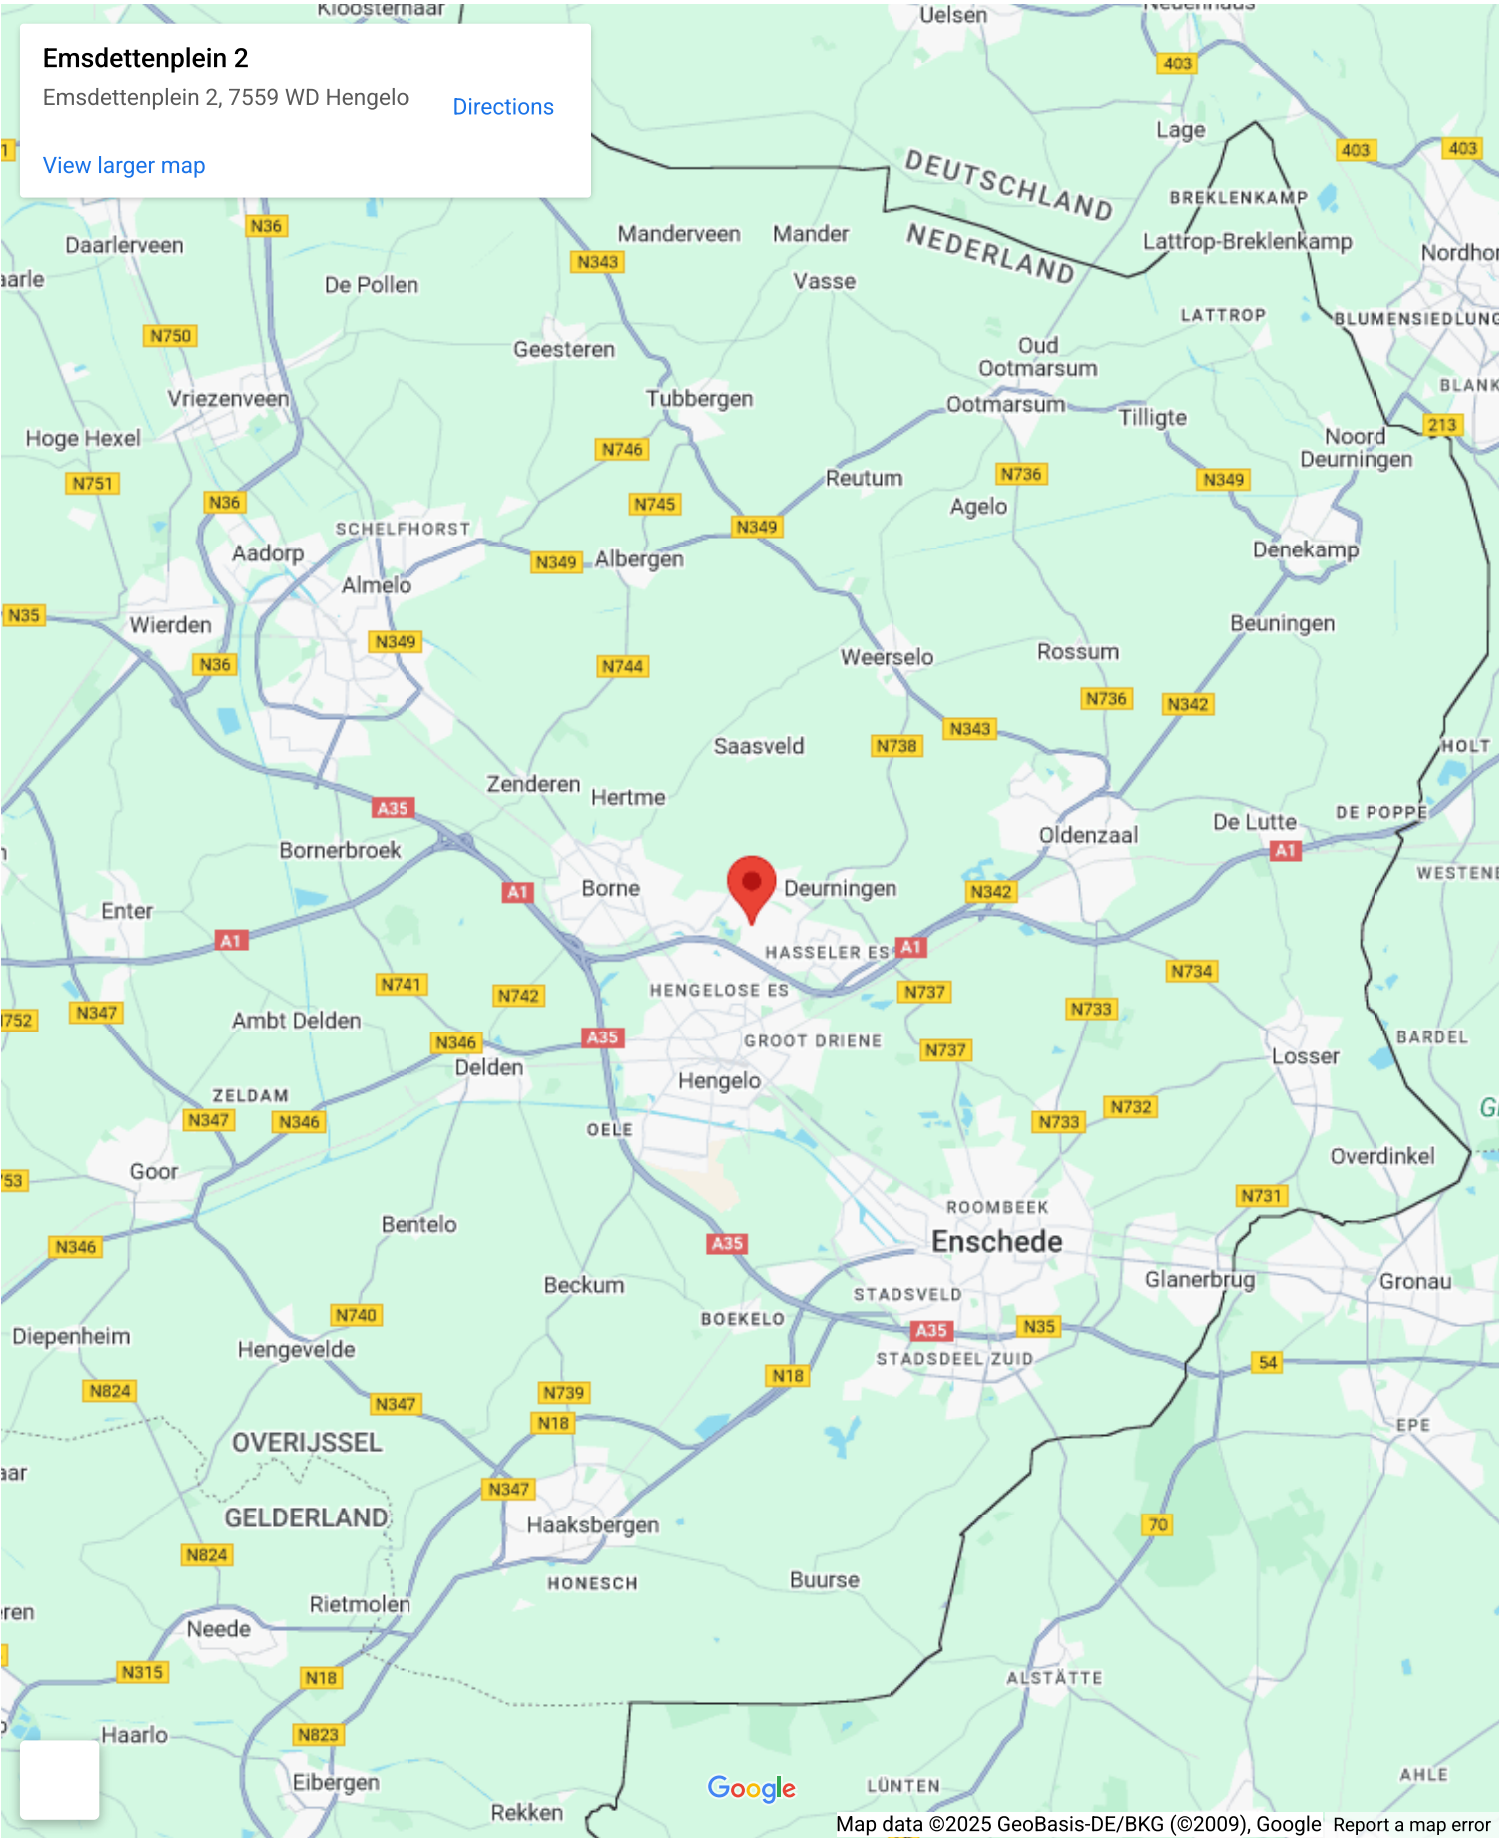 Kloosterhaar
Uelsen
Neuenhaus
Emsdettenplein 2
Emsdettenplein 2, 7559 WD Hengelo
Directions
View larger map
403
Lage
403
403
DEUTSCHLAND
NEDERLAND
BREKLENKAMP
Lattrop-Breklenkamp
N36
Daarlerveen
Manderveen
Mander
N343
Vasse
De Pollen
LATTROP
BLUMENSIEDLUNG
N750
Geesteren
Oud
Ootmarsum
Vriezenveen
Tubbergen
Ootmarsum
Tilligte
BLANK
213
Hoge Hexel
N746
Noord
Deurningen
N751
Reutum
N736
N349
N36
N745
Agelo
SCHELFHORST
N349
Aadorp
N349
Albergen
Denekamp
Almelo
N35
Wierden
Beuningen
N349
N36
N744
Weerselo
Rossum
N736
N342
N343
Saasveld
N738
HOLT
Zenderen
Hertme
A35
DE POPPE
De Lutte
Oldenzaal
Bornerbroek
A1
WESTENE
Borne
Deurningen
A1
N342
Enter
A1
HASSELER ES
A1
N734
N741
N742
HENGELOSE ES
N737
N733
N347
752
Ambt Delden
A35
BARDEL
N346
GROOT DRIENE
N737
Losser
Delden
Hengelo
ZELDAM
N347
N346
N732
N733
OELE
Overdinkel
Goor
753
N731
ROOMBEEK
Bentelo
Enschede
N346
A35
Glanerbrug
Gronau
Beckum
STADSVELD
N740
BOEKELO
A35
N35
Diepenheim
Hengevelde
STADSDEEL ZUID
54
N18
N824
N739
N347
N18
EPE
OVERIJSSEL
N347
GELDERLAND
Haaksbergen
70
N824
Buurse
HONESCH
Rietmolen
Neede
N315
N18
ALSTÄTTE
Haarlo
N823
AHLE
Eibergen
Google
LÜNTEN
Rekken
Map data ©2025 GeoBasis-DE/BKG (©2009), Google
Report a map error